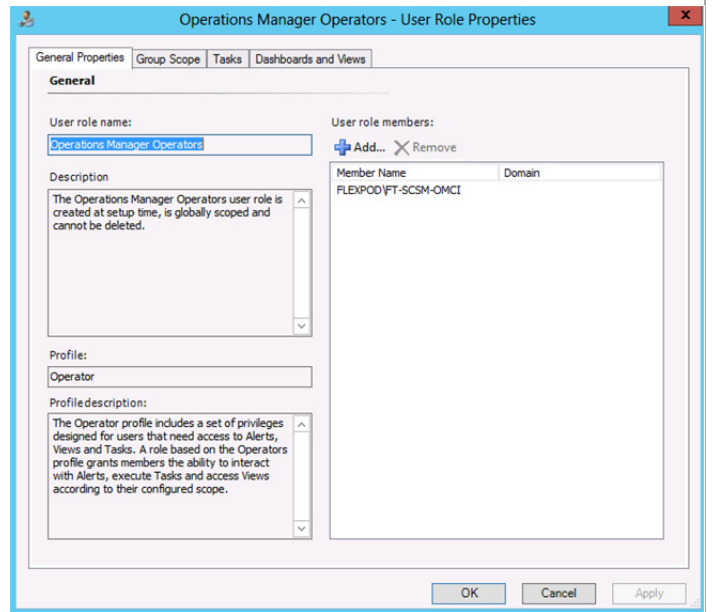 Operations Manager Operators - User Role Properties
x
General Properties Group Scope Tasks Dashboards and Views
General
User role name:
Operations Manager Operators
Description
The Operations Manager Operators user role is
created at setup time, is globally scoped and
cannot be deleted.
Profile:
Operator
Profiledescription:
The Operator profile includes a set of privileges
designed for users that need access to Alerts,
Views and Tasks. A role based on the Operators
profile grants members the ability to interact
with Alerts, execute Tasks and access Views
according to their configured scope.
User role members:
Add... Remove
Member Name Domain
FLEXPOD\FT-SCSM-OMCI
OK Cancel Apply